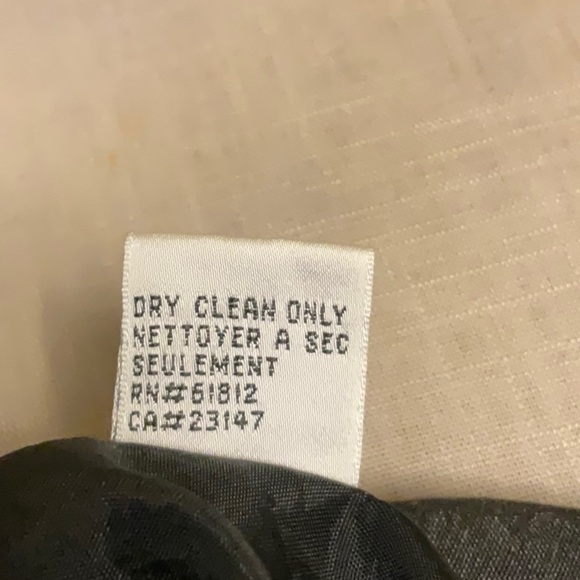 DRY CLEAN ONLY
NETTOYER A SEC
SEULEMENT
RN#61812
CA#23147